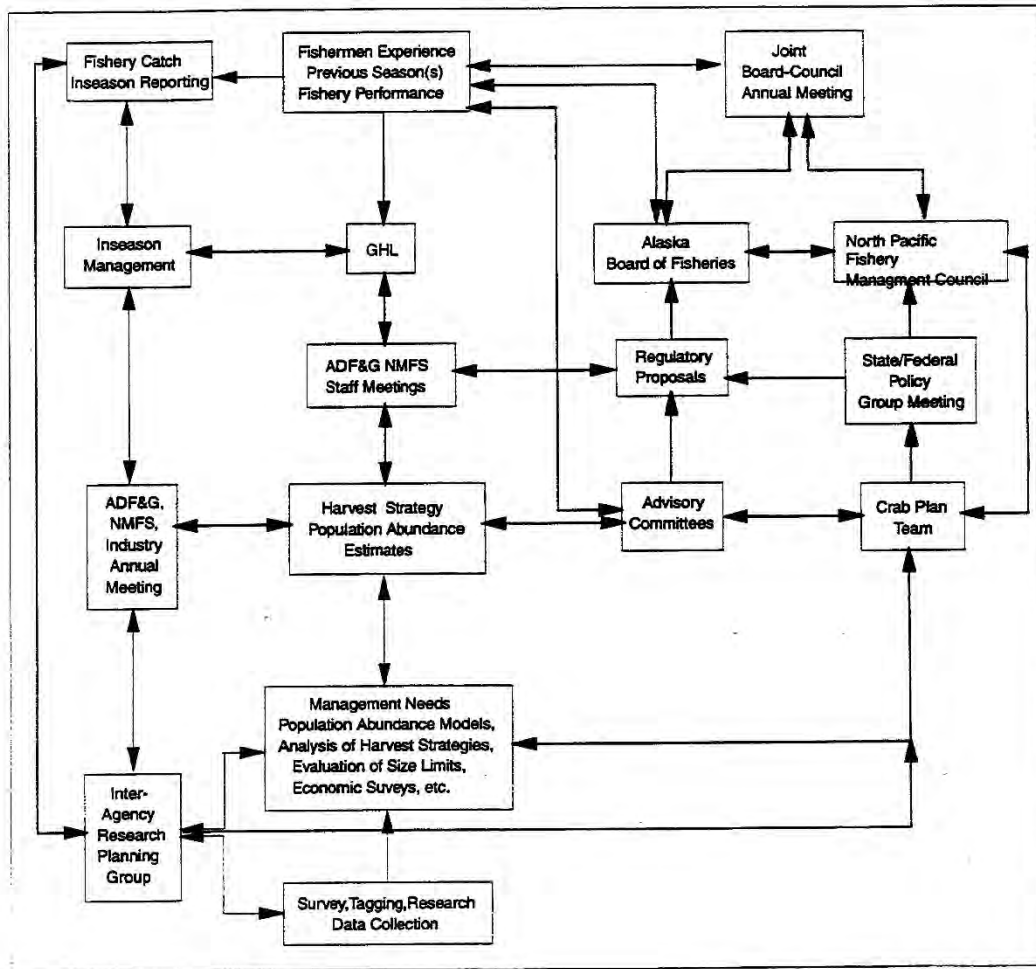 Fishery Catch
Inseason Reporting
Fishermen Experience
Previous Season(s)
Fishery Performance
Joint
Board-Council
Annual Meeting
Inseason
Management
GHL
Alaska
Board of Fisheries
North Pacific
Fishery
Managment Council
ADF&G NMFS
Staff Meetings
Regulatory
Proposals
State/Federal
Policy
Group Meeting
ADF&G,
NMFS,
Industry
Annual
Meeting
Harvest Strategy
Population Abundance
Estimates
Advisory
Committees
Crab Plan
Team
Management Needs
Population Abundance Models,
Analysis of Harvest Strategies,
Evaluation of Size Limits,
Economic Suveys, etc.
Inter-
Agency
Research
Planning
Group
Survey,Tagging,Research
Data Collection